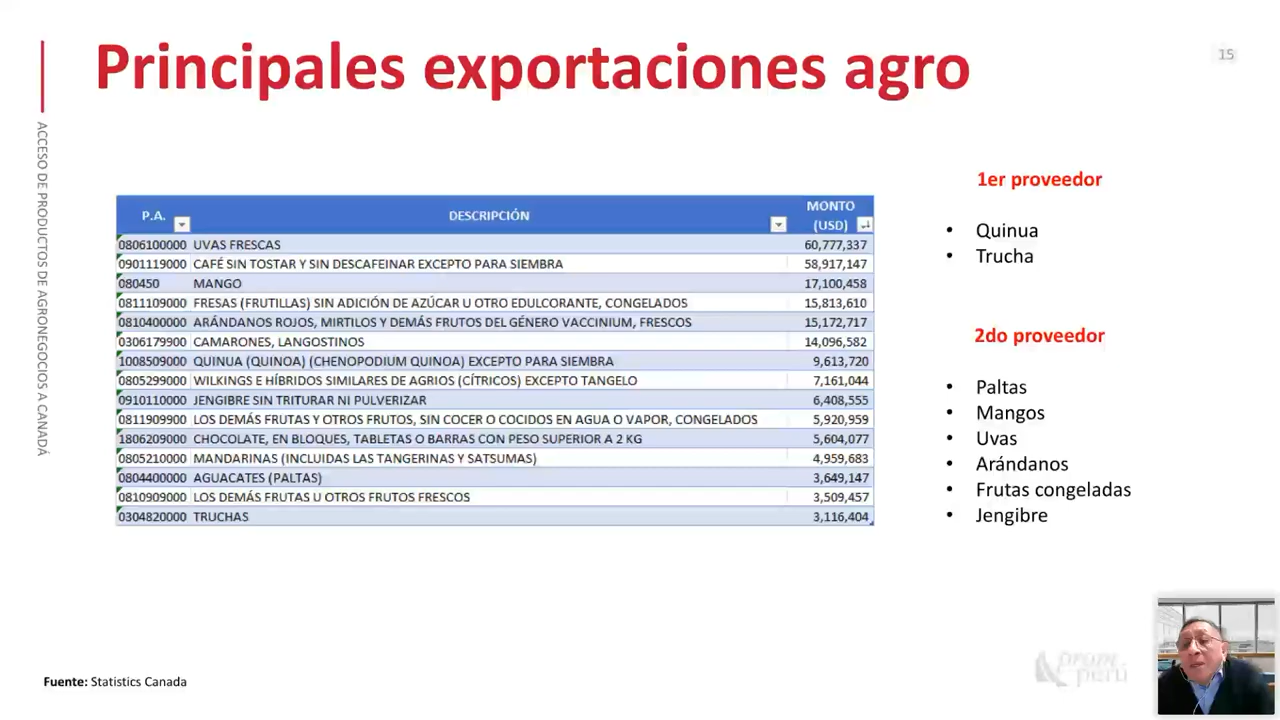 Principales exportaciones agro
15
ACCESO DE PRODUCTOS DE AGRONEGOCIOS A CANADÁ
P.A. DESCRIPCIÓN MONTO (USD)
0806100000 UVAS FRESCAS 60,777,337
0901119000 CAFÉ SIN TOSTAR Y SIN DESCAFEINAR EXCEPTO PARA SIEMBRA 58,917,147
080450 MANGO 17,100,458
0811109000 FRESAS (FRUTILLAS) SIN ADICIÓN DE AZÚCAR U OTRO EDULCORANTE, CONGELADOS 15,813,610
0810400000 ARÁNDANOS ROJOS, MIRTILOS Y DEMÁS FRUTOS DEL GÉNERO VACCINIUM, FRESCOS 15,172,717
0306179900 CAMARONES, LANGOSTINOS 14,096,582
1008509000 QUINUA (QUINOA) (CHENOPODIUM QUINOA) EXCEPTO PARA SIEMBRA 9,613,720
0805299000 WILKINGS E HÍBRIDOS SIMILARES DE AGRIOS (CÍTRICOS) EXCEPTO TANGELO 7,161,044
0910110000 JENGIBRE SIN TRITURAR NI PULVERIZAR 6,408,555
0811909900 LOS DEMÁS FRUTAS Y OTROS FRUTOS, SIN COCER O COCIDOS EN AGUA O VAPOR, CONGELADOS 5,920,959
1806209000 CHOCOLATE, EN BLOQUES, TABLETAS O BARRAS CON PESO SUPERIOR A 2 KG 5,604,077
0805210000 MANDARINAS (INCLUIDAS LAS TANGERINAS Y SATSUMAS) 4,959,683
0804400000 AGUACATES (PALTAS) 3,649,147
0810909000 LOS DEMÁS FRUTAS U OTROS FRUTOS FRESCOS 3,509,457
0304820000 TRUCHAS 3,116,404
1er proveedor
• Quinua
• Trucha
2do proveedor
• Paltas
• Mangos
• Uvas
• Arándanos
• Frutas congeladas
• Jengibre
Fuente: Statistics Canada
prom
perú